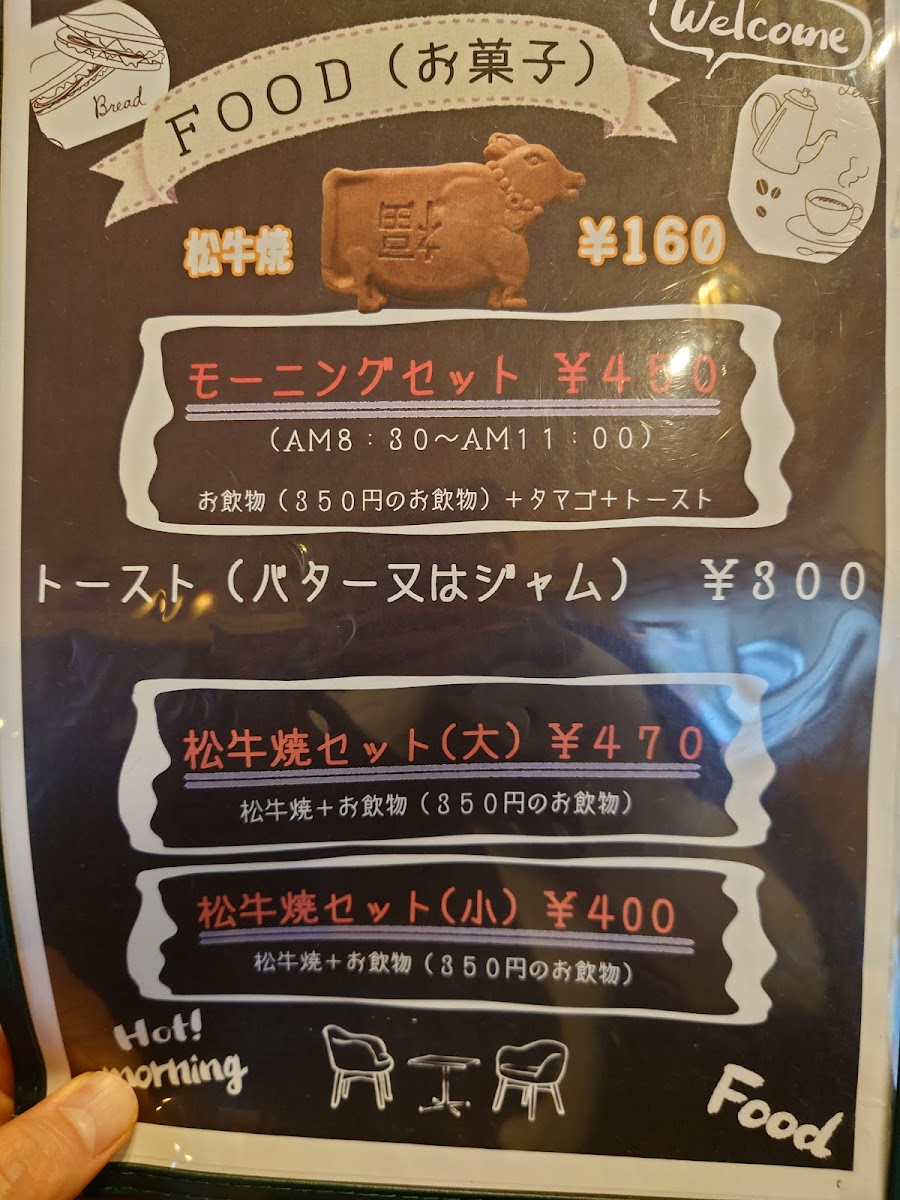 Welcome
FOOD（お菓子）
Bread
福
松牛焼 ¥160
モーニングセット ￥４５０
（AM8：３０～AM１１：００）
お飲物（３５０円のお飲物）＋タマゴ＋トースト
トースト（バター又はジャム） ￥３００
松牛焼セット（大）￥４７０
松牛焼＋お飲物（３５０円のお飲物）
松牛焼セット（小）￥４００
松牛焼＋お飲物（３５０円のお飲物）
Hot!
morning
Food